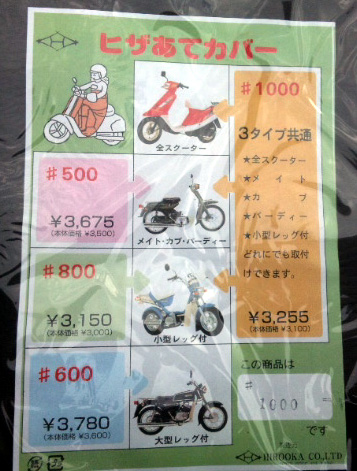 ヒザあてカバー
#1000
3タイプ共通
★全スクーター
★メイト
★カブ
★バーディー
★小型レッグ付
どれにでも取付
けできます。
¥3,255
(本体価格 ¥3,100)
全スクーター
#500
¥3,675
(本体価格 ¥3,500)
メイト・カブ・バーディー
#800
¥3,150
(本体価格 ¥3,000)
小型レッグ付
#600
¥3,780
(本体価格 ¥3,600)
大型レッグ付
この商品は
#
1000
です
CO.,LTD